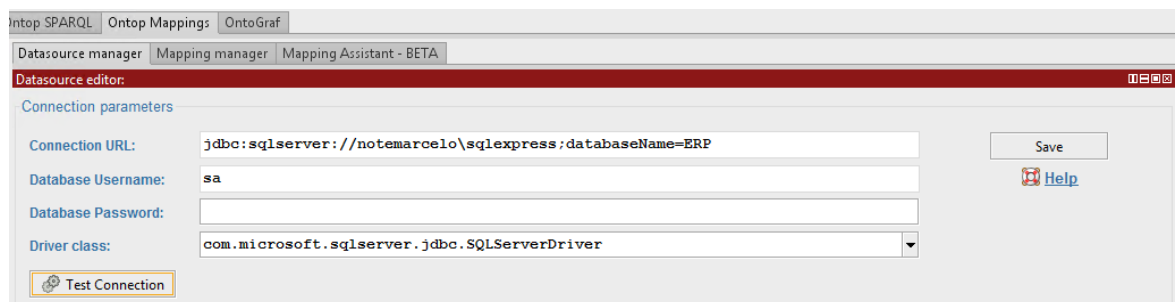 Ontop SPARQL Ontop Mappings OntoGraf
Datasource manager Mapping manager Mapping Assistant - BETA
Datasource editor:
Connection parameters
Connection URL: jdbc:sqlserver://notemarcelo\sqlexpress;databaseName=ERP Save
Database Username: sa Help
Database Password:
Driver class: com.microsoft.sqlserver.jdbc.SQLServerDriver
Test Connection